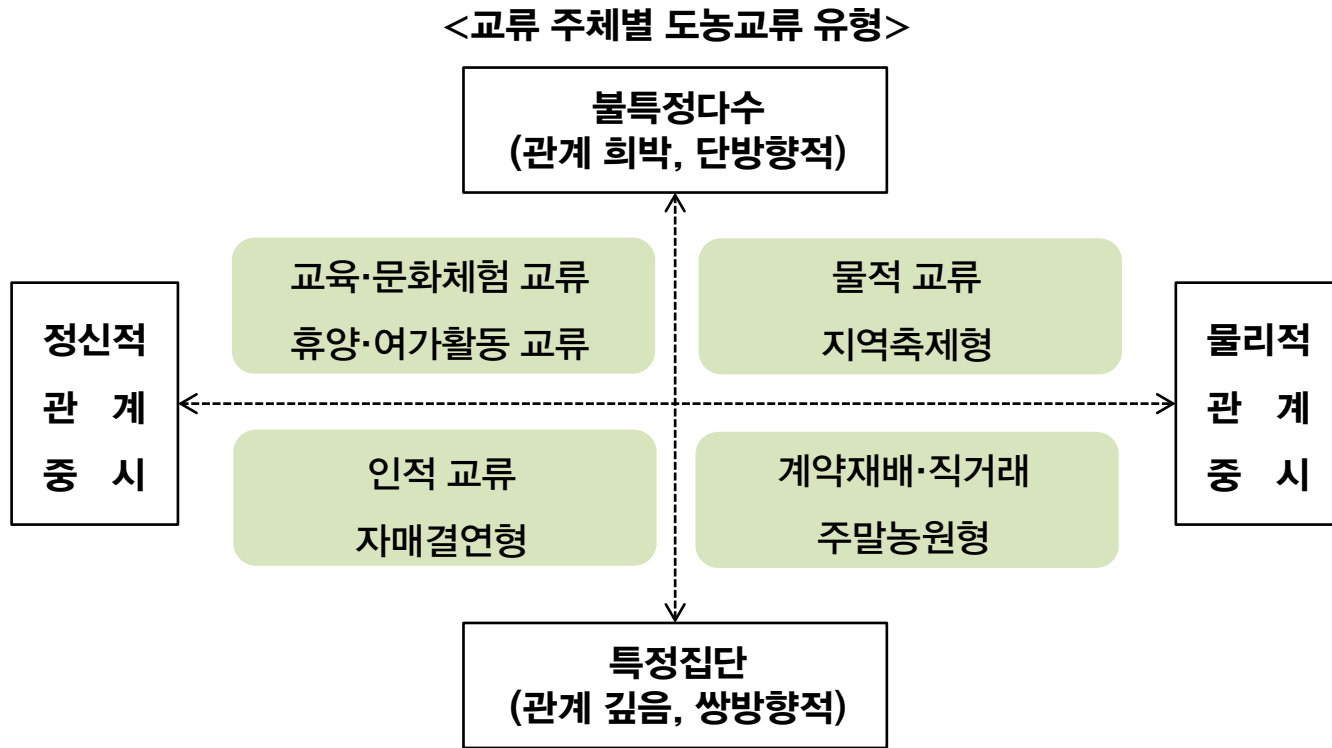 <교류 주체별 도농교류 유형>
불특정다수
(관계 희박, 단방향적)
교육·문화체험 교류
휴양·여가활동 교류
물적 교류
지역축제형
정신적
관 계
중 시
물리적
관 계
중 시
인적 교류
자매결연형
계약재배·직거래
주말농원형
특정집단
(관계 깊음, 쌍방향적)